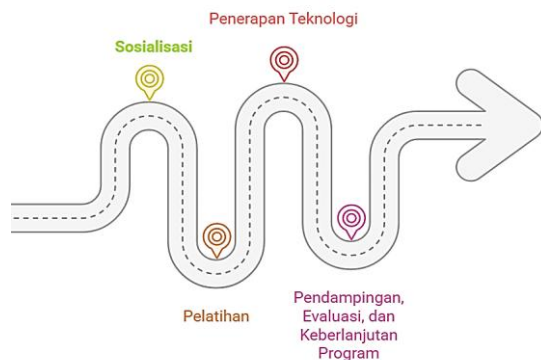 Sosialisasi
Pelatihan
Penerapan Teknologi
Pendampingan,
Evaluasi, dan
Keberlanjutan
Program